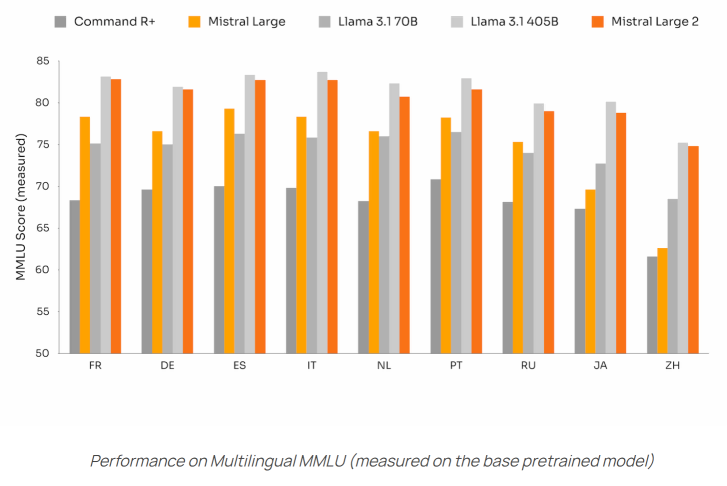 Command R+ Mistral Large Llama 3.1 70B Llama 3.1 405B Mistral Large 2
MMLU Score (measured)
85
80
75
70
65
60
55
50
FR DE ES IT NL PT RU JA ZH
Performance on Multilingual MMLU (measured on the base pretrained model)